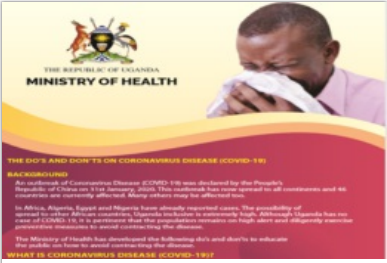 THE REPUBLIC OF UGANDA
MINISTRY OF HEALTH
THE DO'S AND DON'TS ON CORONAVIRUS DISEASE (COVID-19)
BACKGROUND
An outbreak of Coronavirus Disease (COVID-19) was declared by the People's
Republic of China on 31st January, 2020. This outbreak has now spread to all continents and 46
countries are currently affected. Many others may be affected too.
In Africa, Algeria, Egypt and Nigeria have already reported cases. The possibility of
spread to other African countries, Uganda inclusive is extremely high. Although Uganda has no
case of COVID-19, it is pertinent that the population remains on high alert and diligently exercise
preventive measures to avoid contracting the disease.
The Ministry of Health has developed the following do's and don'ts to educate
the public on how to avoid contracting the disease.
WHAT IS CORONAVIRUS DISEASE (COVID-19)?